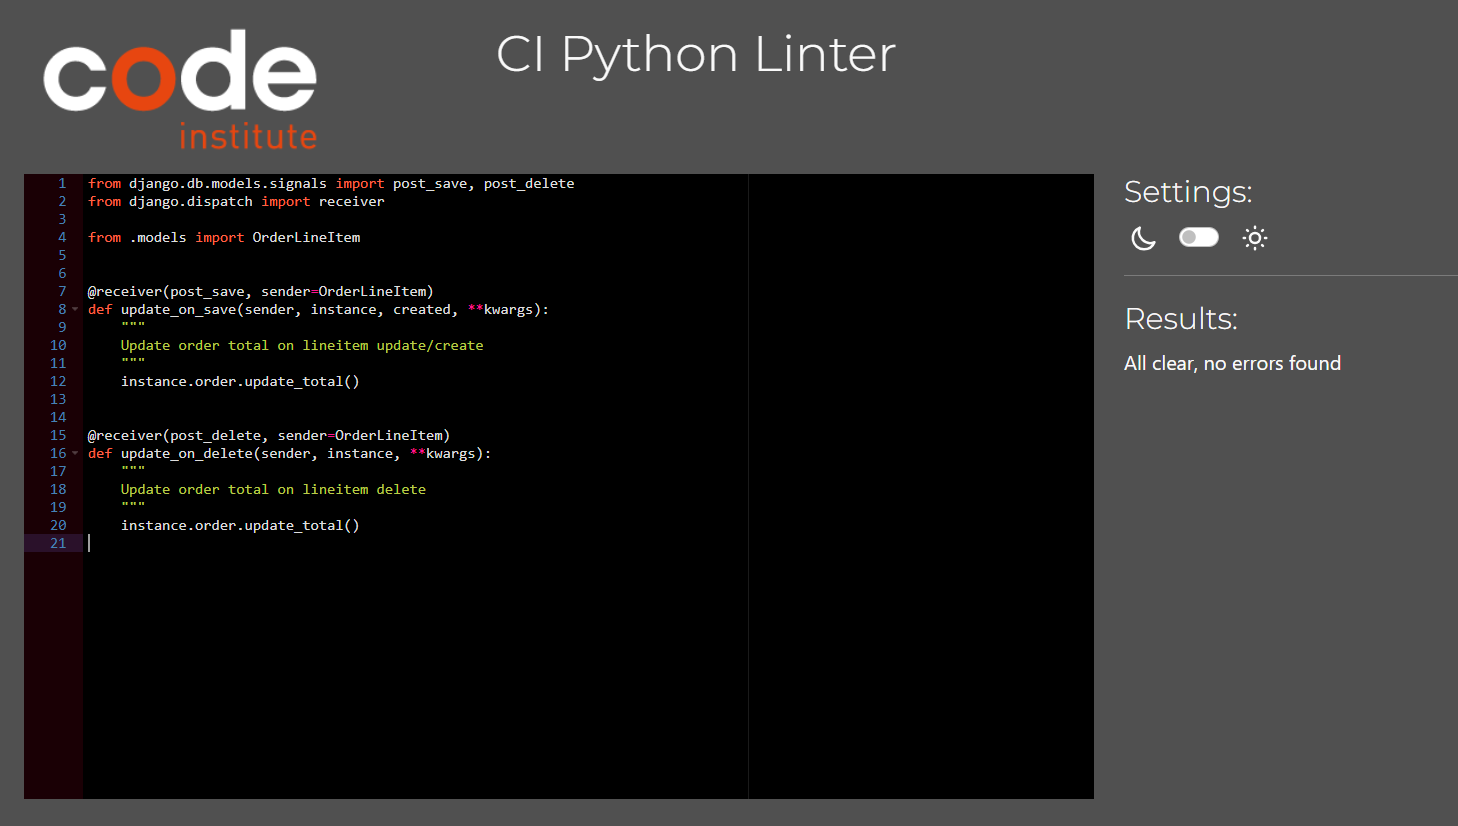 code
institute
CI Python Linter
1 from django.db.models.signals import post_save, post_delete
2 from django.dispatch import receiver
3
4 from .models import OrderLineItem
5
6
7 @receiver(post_save, sender=OrderLineItem)
8 def update_on_save(sender, instance, created, **kwargs):
9     """
10     Update order total on lineitem update/create
11     """
12     instance.order.update_total()
13
14
15 @receiver(post_delete, sender=OrderLineItem)
16 def update_on_delete(sender, instance, **kwargs):
17     """
18     Update order total on lineitem delete
19     """
20     instance.order.update_total()
21
Settings:
Results:
All clear, no errors found